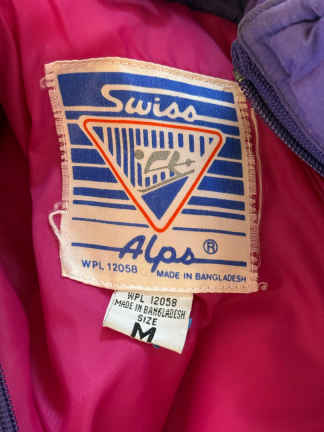 Swiss
Alps ®
WPL 12058 MADE IN BANGLADESH
WPL 12058
MADE IN BANGLADESH
SIZE
M